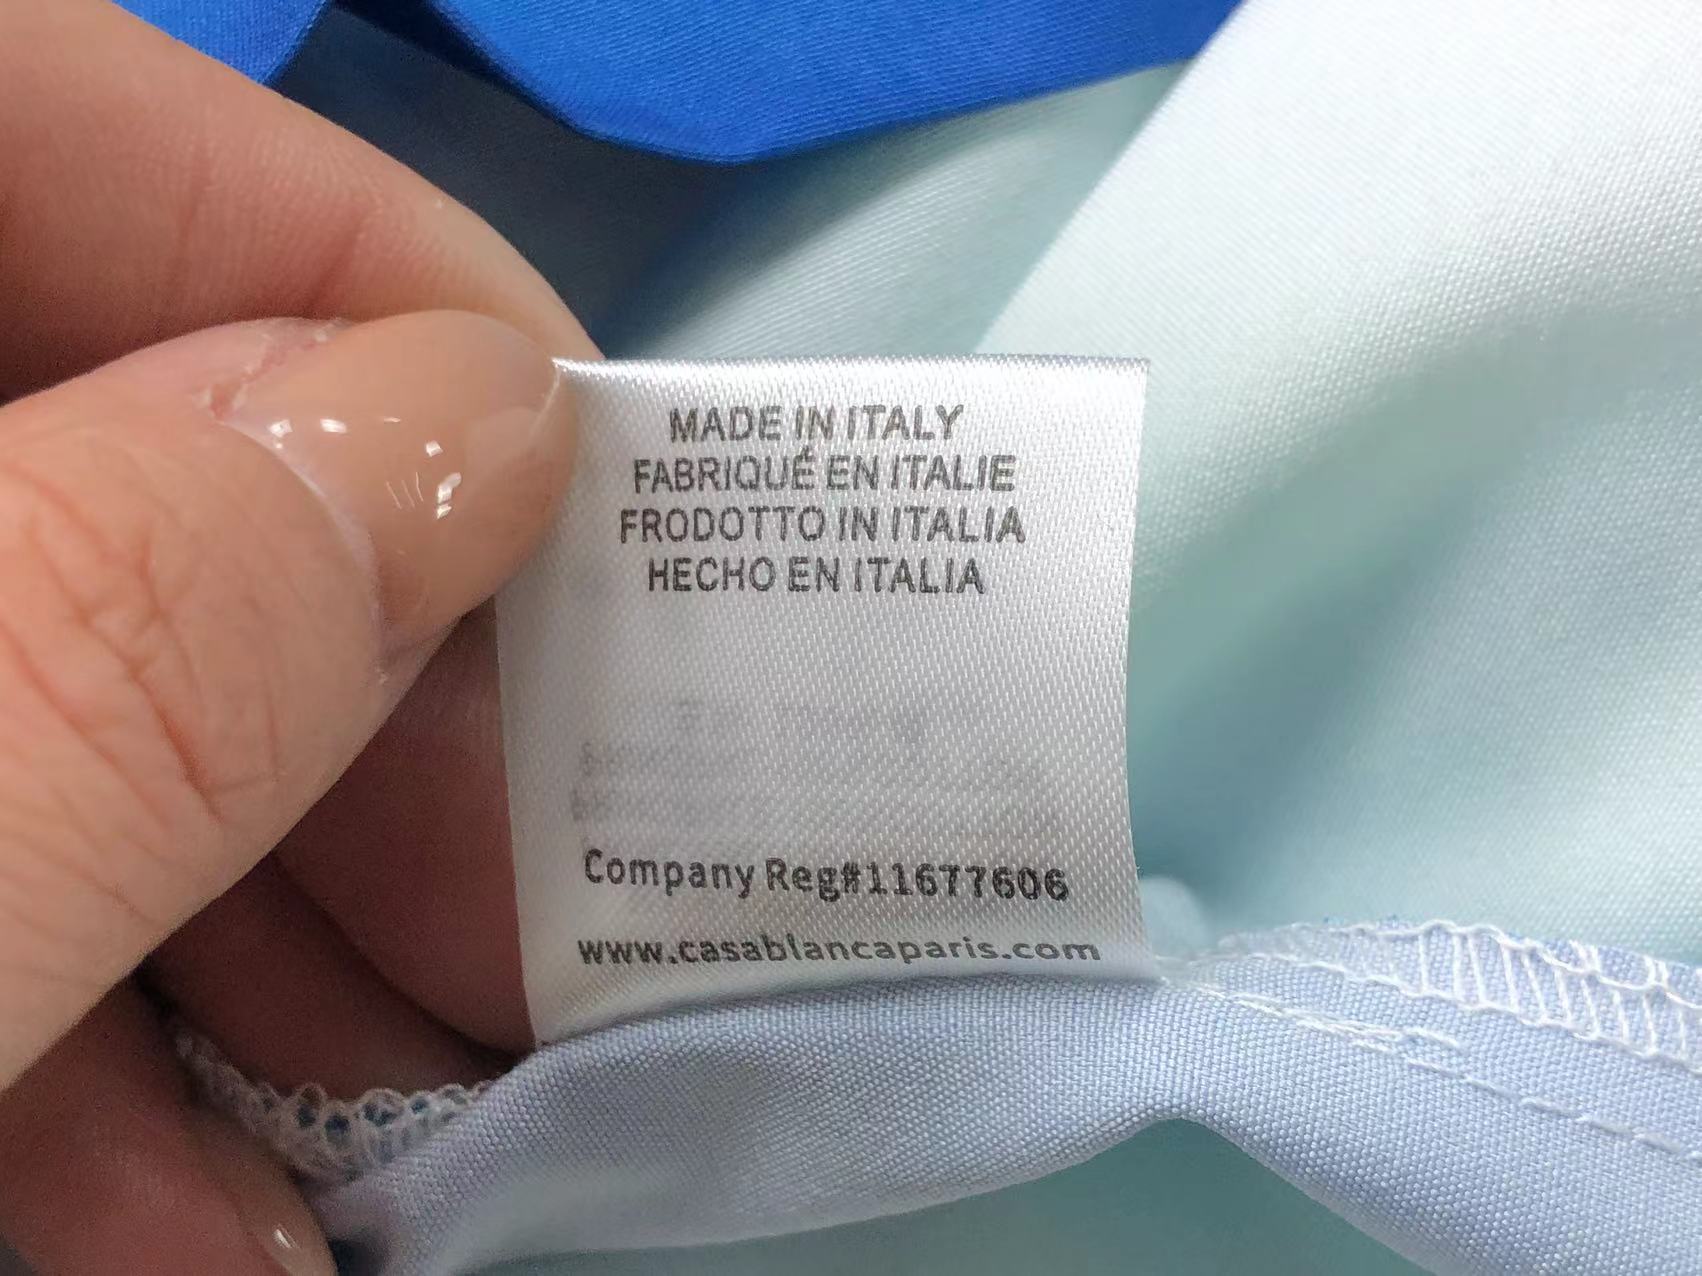 MADE IN ITALY
FABRIQUÉ EN ITALIE
FRODOTTO IN ITALIA
HECHO EN ITALIA
Company Reg#11677606
www.casablancaparis.com